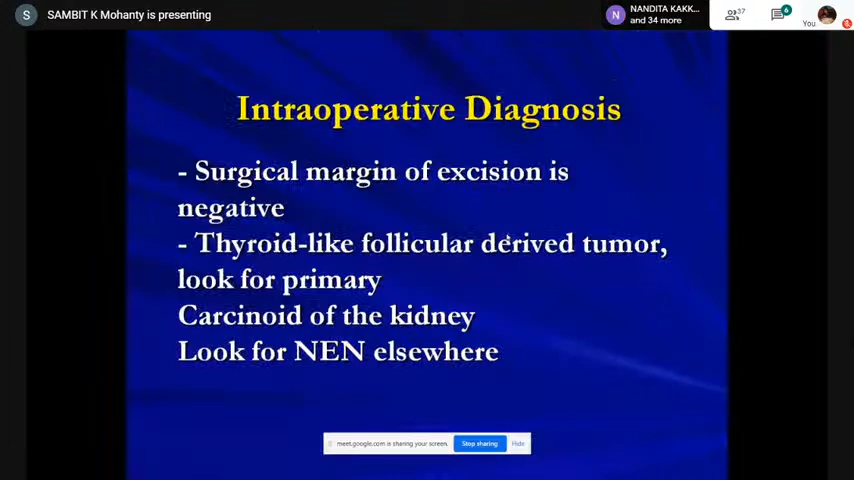 S SAMBIT K Mohanty is presenting
N NANDITA KAKK...
and 34 more
37
6
You
Intraoperative Diagnosis
- Surgical margin of excision is
negative
- Thyroid-like follicular derived tumor,
look for primary
Carcinoid of the kidney
Look for NEN elsewhere
meet.google.com is sharing your screen. Stop sharing Hide